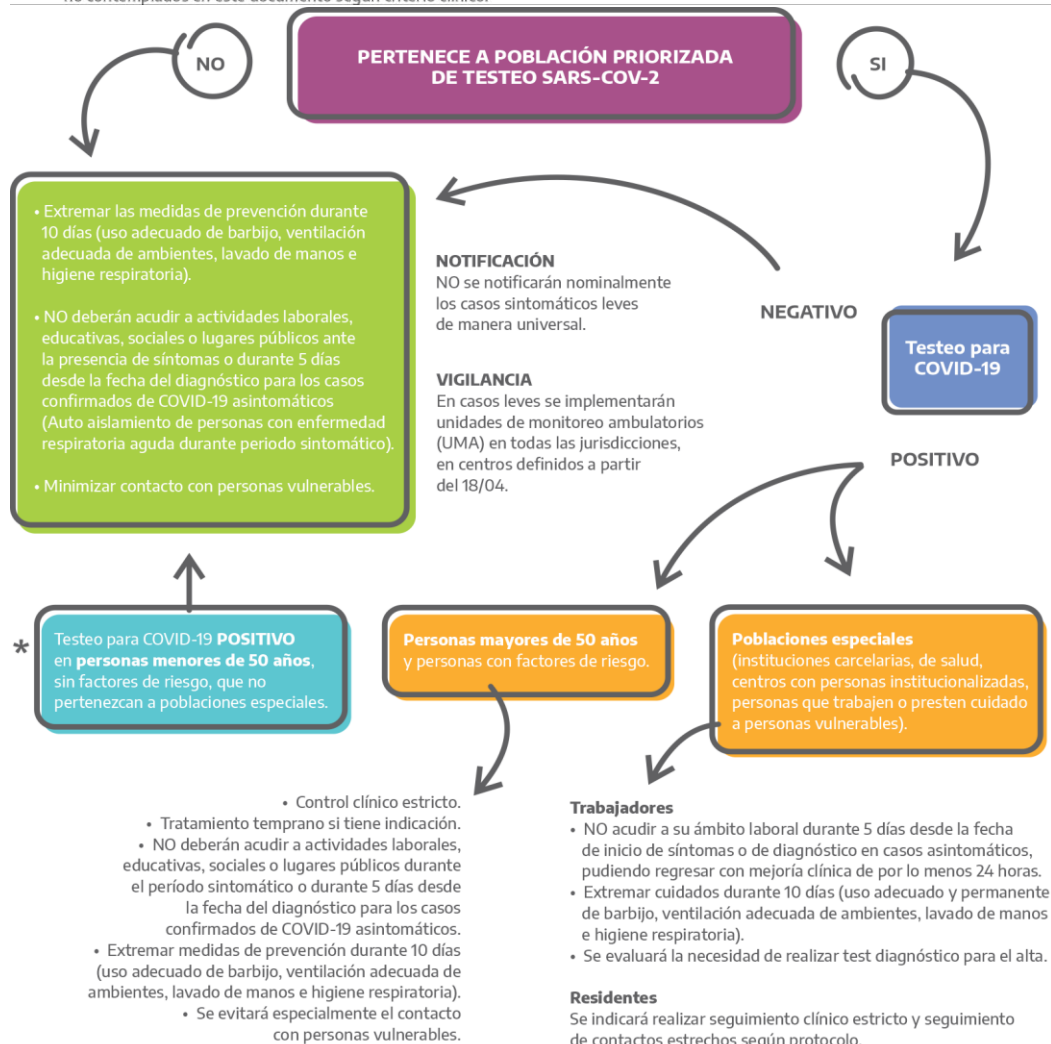 no contemplados en este documento según criterio clínico.
NO
PERTENECE A POBLACIÓN PRIORIZADA
DE TESTEO SARS-COV-2
SI
• Extremar las medidas de prevención durante
10 días (uso adecuado de barbijo, ventilación
adecuada de ambientes, lavado de manos e
higiene respiratoria).
• NO deberán acudir a actividades laborales,
educativas, sociales o lugares públicos ante
la presencia de síntomas o durante 5 días
desde la fecha del diagnóstico para los casos
confirmados de COVID-19 asintomáticos
(Auto aislamiento de personas con enfermedad
respiratoria aguda durante periodo sintomático).
• Minimizar contacto con personas vulnerables.
NOTIFICACIÓN
NO se notificarán nominalmente
los casos sintomáticos leves
de manera universal.
VIGILANCIA
En casos leves se implementarán
unidades de monitoreo ambulatorios
(UMA) en todas las jurisdicciones,
en centros definidos a partir
del 18/04.
NEGATIVO
Testeo para
COVID-19
POSITIVO
*
Testeo para COVID-19 POSITIVO
en personas menores de 50 años,
sin factores de riesgo, que no
pertenezcan a poblaciones especiales.
Personas mayores de 50 años
y personas con factores de riesgo.
Poblaciones especiales
(instituciones carcelarias, de salud,
centros con personas institucionalizadas,
personas que trabajen o presten cuidado
a personas vulnerables).
• Control clínico estricto.
• Tratamiento temprano si tiene indicación.
• NO deberán acudir a actividades laborales,
educativas, sociales o lugares públicos durante
el período sintomático o durante 5 días desde
la fecha del diagnóstico para los casos
confirmados de COVID-19 asintomáticos.
• Extremar medidas de prevención durante 10 días
(uso adecuado de barbijo, ventilación adecuada de
ambientes, lavado de manos e higiene respiratoria).
• Se evitará especialmente el contacto
con personas vulnerables.
Trabajadores
• NO acudir a su ámbito laboral durante 5 días desde la fecha
de inicio de síntomas o de diagnóstico en casos asintomáticos,
pudiendo regresar con mejoría clínica de por lo menos 24 horas.
• Extremar cuidados durante 10 días (uso adecuado y permanente
de barbijo, ventilación adecuada de ambientes, lavado de manos
e higiene respiratoria).
• Se evaluará la necesidad de realizar test diagnóstico para el alta.
Residentes
Se indicará realizar seguimiento clínico estricto y seguimiento
de contactos estrechos según protocolo.